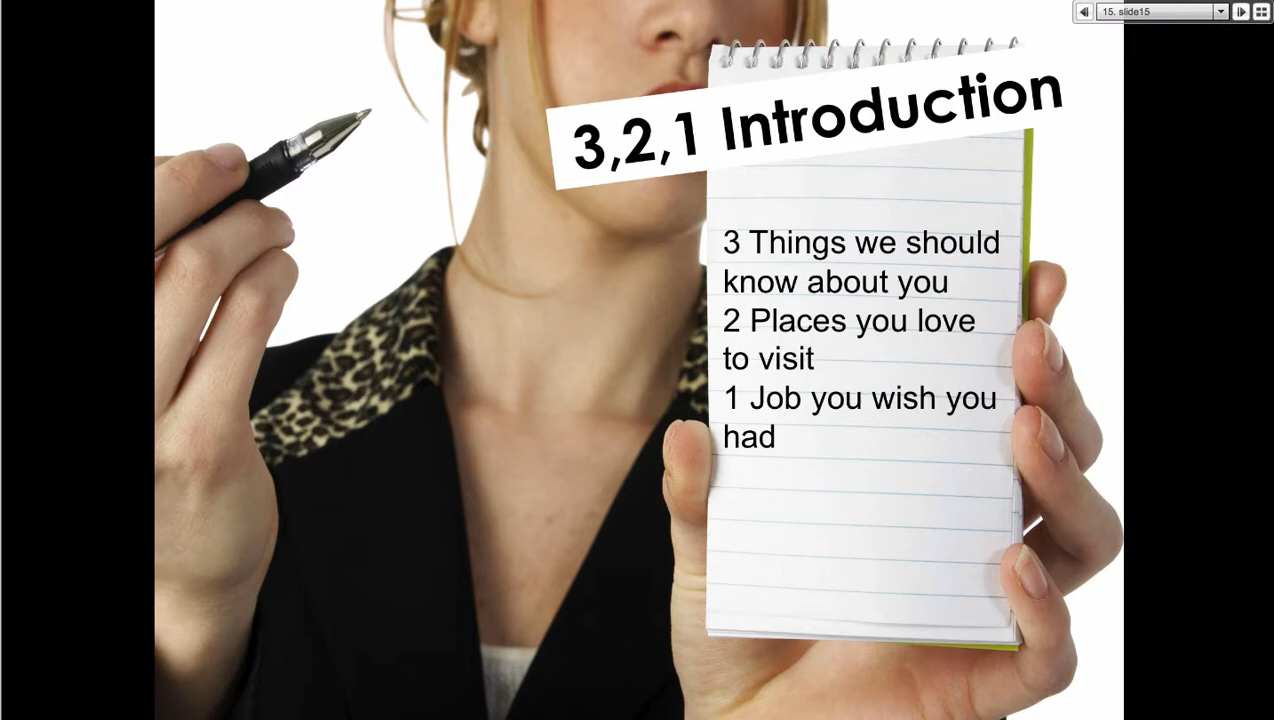 15. slide15
3,2,1 Introduction
3 Things we should
know about you
2 Places you love
to visit
1 Job you wish you
had